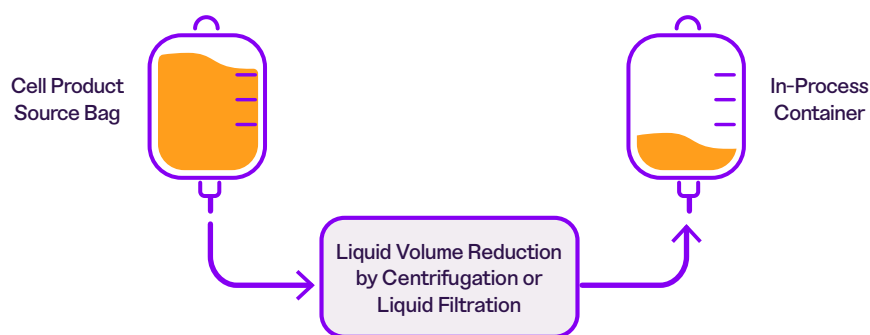 Cell Product
Source Bag
In-Process
Container
Liquid Volume Reduction
by Centrifugation or
Liquid Filtration